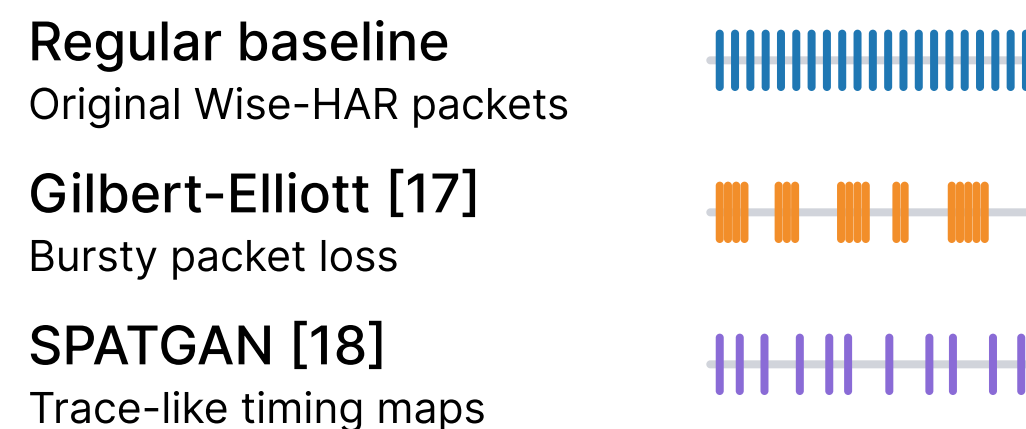 Regular baseline
Original Wise-HAR packets
Gilbert-Elliott [17]
Bursty packet loss
SPATGAN [18]
Trace-like timing maps